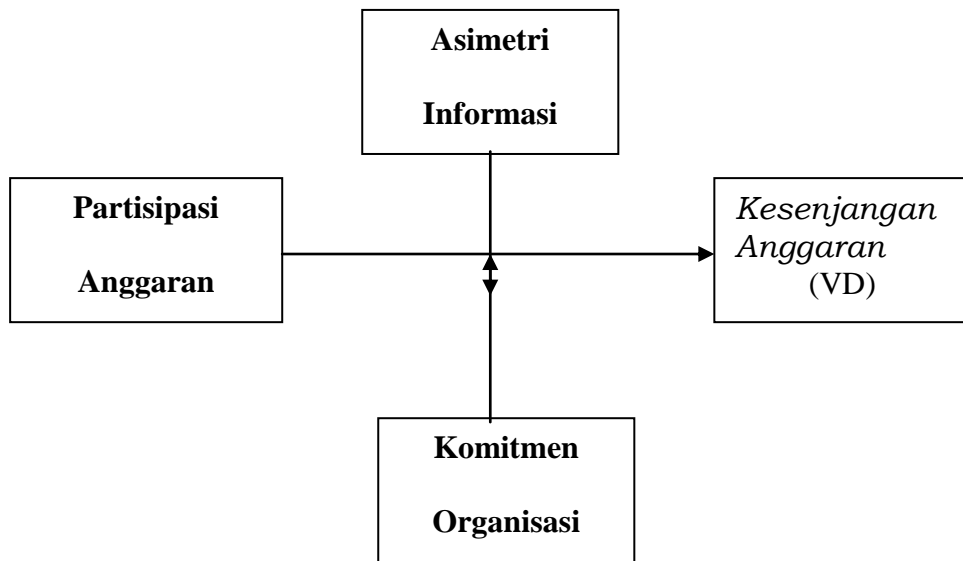 Asimetri
Informasi
Partisipasi
Anggaran
Kesenjangan
Anggaran
(VD)
Komitmen
Organisasi